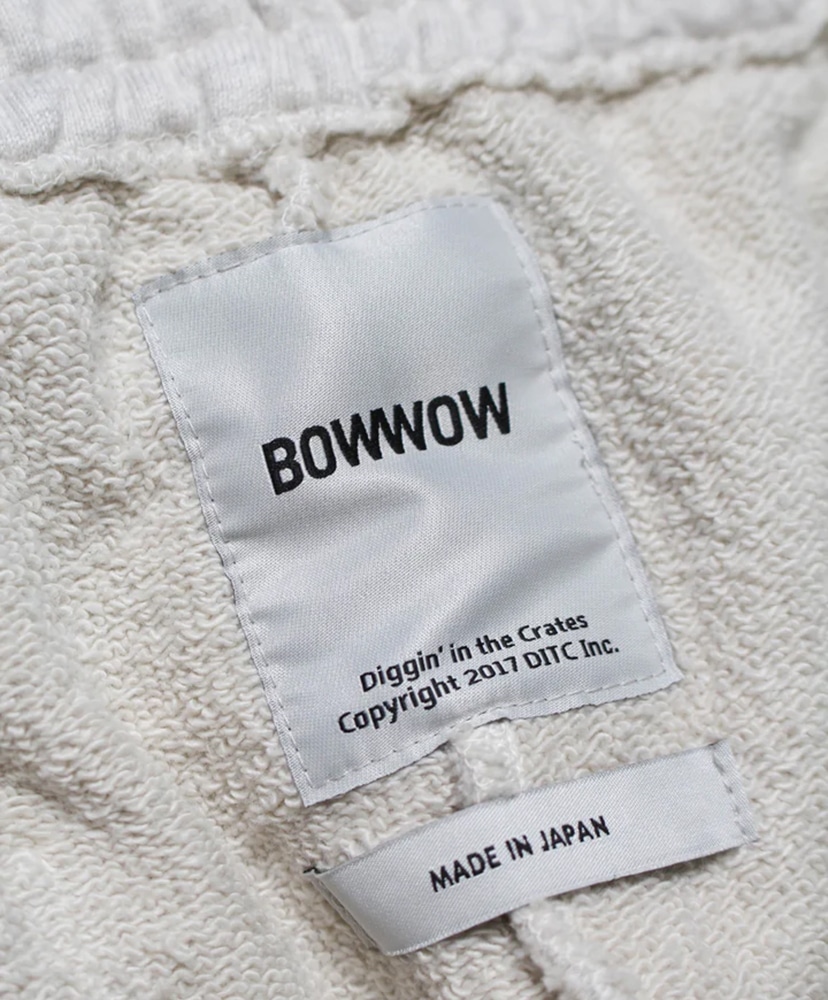 BOWWOW
Diggin' in the Crates
Copyright 2017 DITC Inc.
MADE IN JAPAN